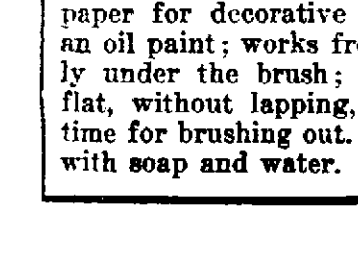 paper for decorative
an oil paint; works
ly under the brush;
flat, without lapping,
time for brushing out.
with soap and water.